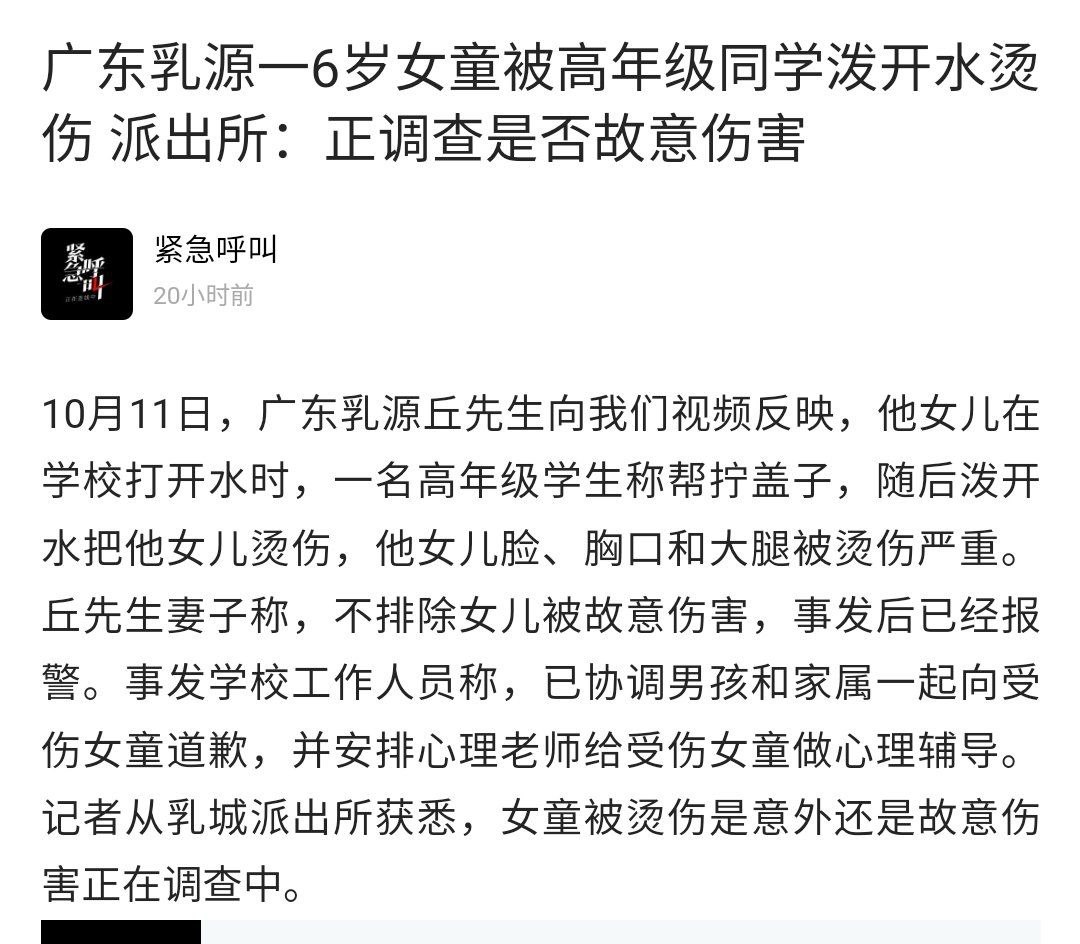 广东乳源一6岁女童被高年级同学泼开水烫
伤 派出所：正调查是否故意伤害
紧急呼叫
紧急呼叫
正在连线中
20小时前
10月11日，广东乳源丘先生向我们视频反映，他女儿在
学校打开水时，一名高年级学生称帮拧盖子，随后泼开
水把他女儿烫伤，他女儿脸、胸口和大腿被烫伤严重。
丘先生妻子称，不排除女儿被故意伤害，事发后已经报
警。事发学校工作人员称，已协调男孩和家属一起向受
伤女童道歉，并安排心理老师给受伤女童做心理辅导。
记者从乳城派出所获悉，女童被烫伤是意外还是故意伤
害正在调查中。